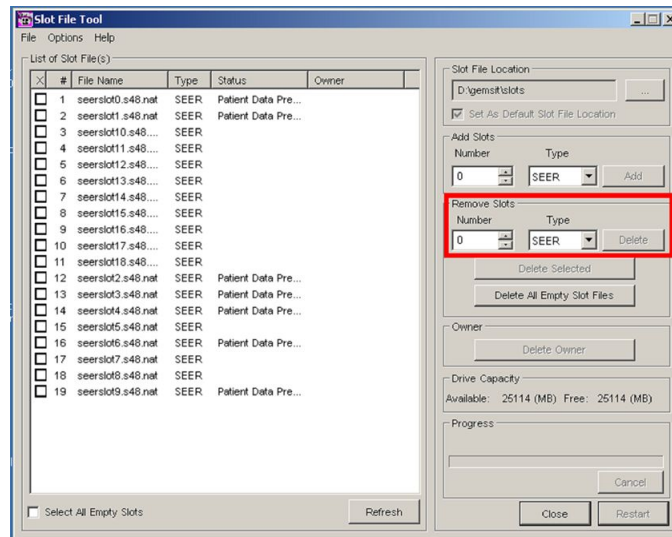 Slot File Tool
File Options Help
List of Slot File(s)
X # File Name Type Status Owner
1 seerslot0.s48.nat SEER Patient Data Pre...
2 seerslot1.s48.nat SEER Patient Data Pre...
3 seerslot10.s48.... SEER
4 seerslot11.s48.... SEER
5 seerslot12.s48.... SEER
6 seerslot13.s48.... SEER
7 seerslot14.s48.... SEER
8 seerslot15.s48.... SEER
9 seerslot16.s48.... SEER
10 seerslot17.s48.... SEER
11 seerslot18.s48.... SEER
12 seerslot2.s48.nat SEER Patient Data Pre...
13 seerslot3.s48.nat SEER Patient Data Pre...
14 seerslot4.s48.nat SEER Patient Data Pre...
15 seerslot5.s48.nat SEER
16 seerslot6.s48.nat SEER Patient Data Pre...
17 seerslot7.s48.nat SEER
18 seerslot8.s48.nat SEER
19 seerslot9.s48.nat SEER Patient Data Pre...
Select All Empty Slots
Refresh
Slot File Location
D:\gemsit\slots ...
Set As Default Slot File Location
Add Slots
Number Type
0 SEER Add
Remove Slots
Number Type
0 SEER Delete
Delete Selected
Delete All Empty Slot Files
Owner
Delete Owner
Drive Capacity
Available: 25114 (MB) Free: 25114 (MB)
Progress
Cancel
Close Restart